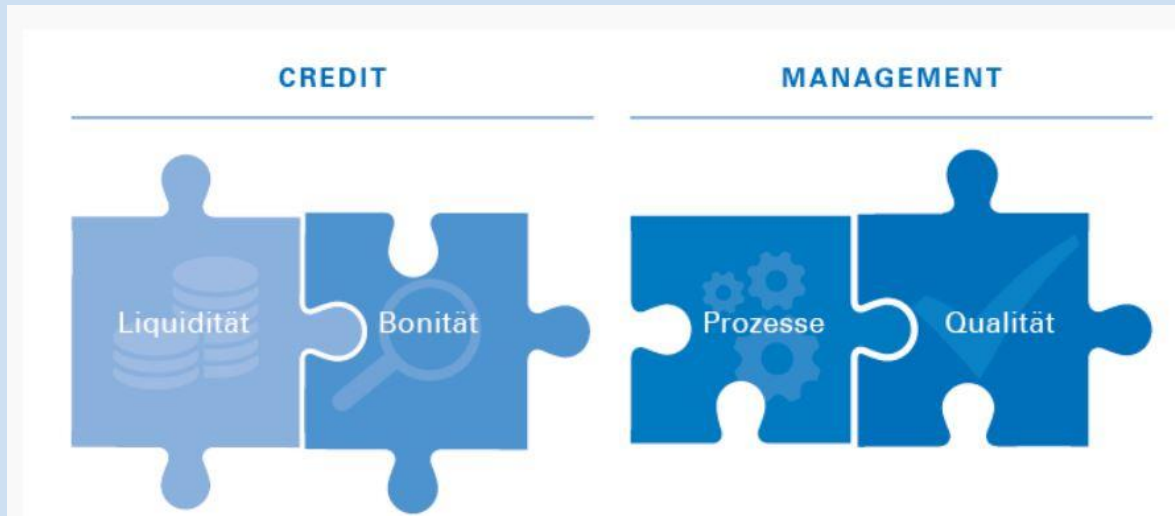 CREDIT
MANAGEMENT
Liquidität
Bonität
Prozesse
Qualität